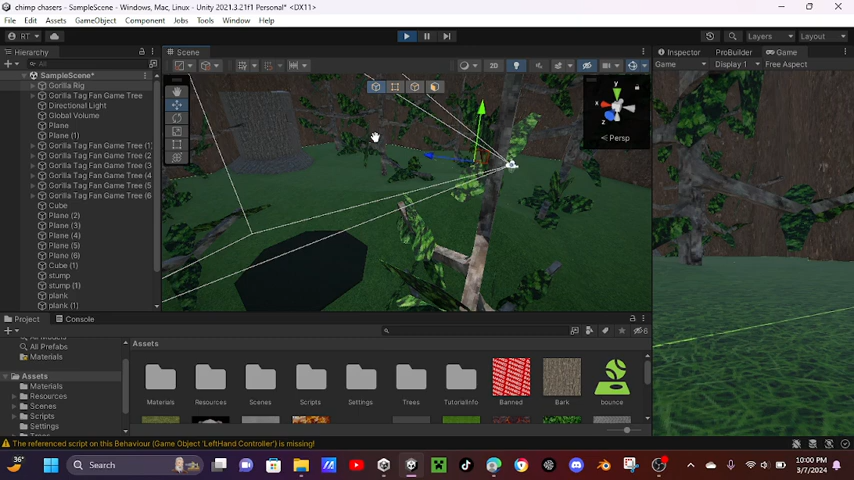 chimp chasers - SampleScene - Windows, Mac, Linux - Unity 2021.3.21f1 Personal* <DX11>
File Edit Assets GameObject Component Jobs Tools Window Help
RT Layers Layout
Hierarchy Scene Inspector ProBuilder Game
All 2D Game Display 1 Free Aspect
SampleScene*
Gorilla Rig
Gorilla Tag Fan Game Tree
Directional Light
Global Volume
Plane
Plane (1)
Gorilla Tag Fan Game Tree (1)
Gorilla Tag Fan Game Tree (2)
Gorilla Tag Fan Game Tree (3)
Gorilla Tag Fan Game Tree (4)
Gorilla Tag Fan Game Tree (5)
Gorilla Tag Fan Game Tree (6)
Cube
Plane (2)
Plane (3)
Plane (4)
Plane (5)
Plane (6)
Cube (1)
stump
stump (1)
plank
plank (1)
y
x
z
Persp
Project Console
6
All Prefabs
Materials
Assets
Materials
Resources
Scenes
Scripts
Settings
Assets
Materials Resources Scenes Scripts Settings Trees TutorialInfo Banned Bark bounce
The referenced script on this Behaviour (Game Object 'LeftHand Controller') is missing!
36°
Search
10:00 PM
3/7/2024